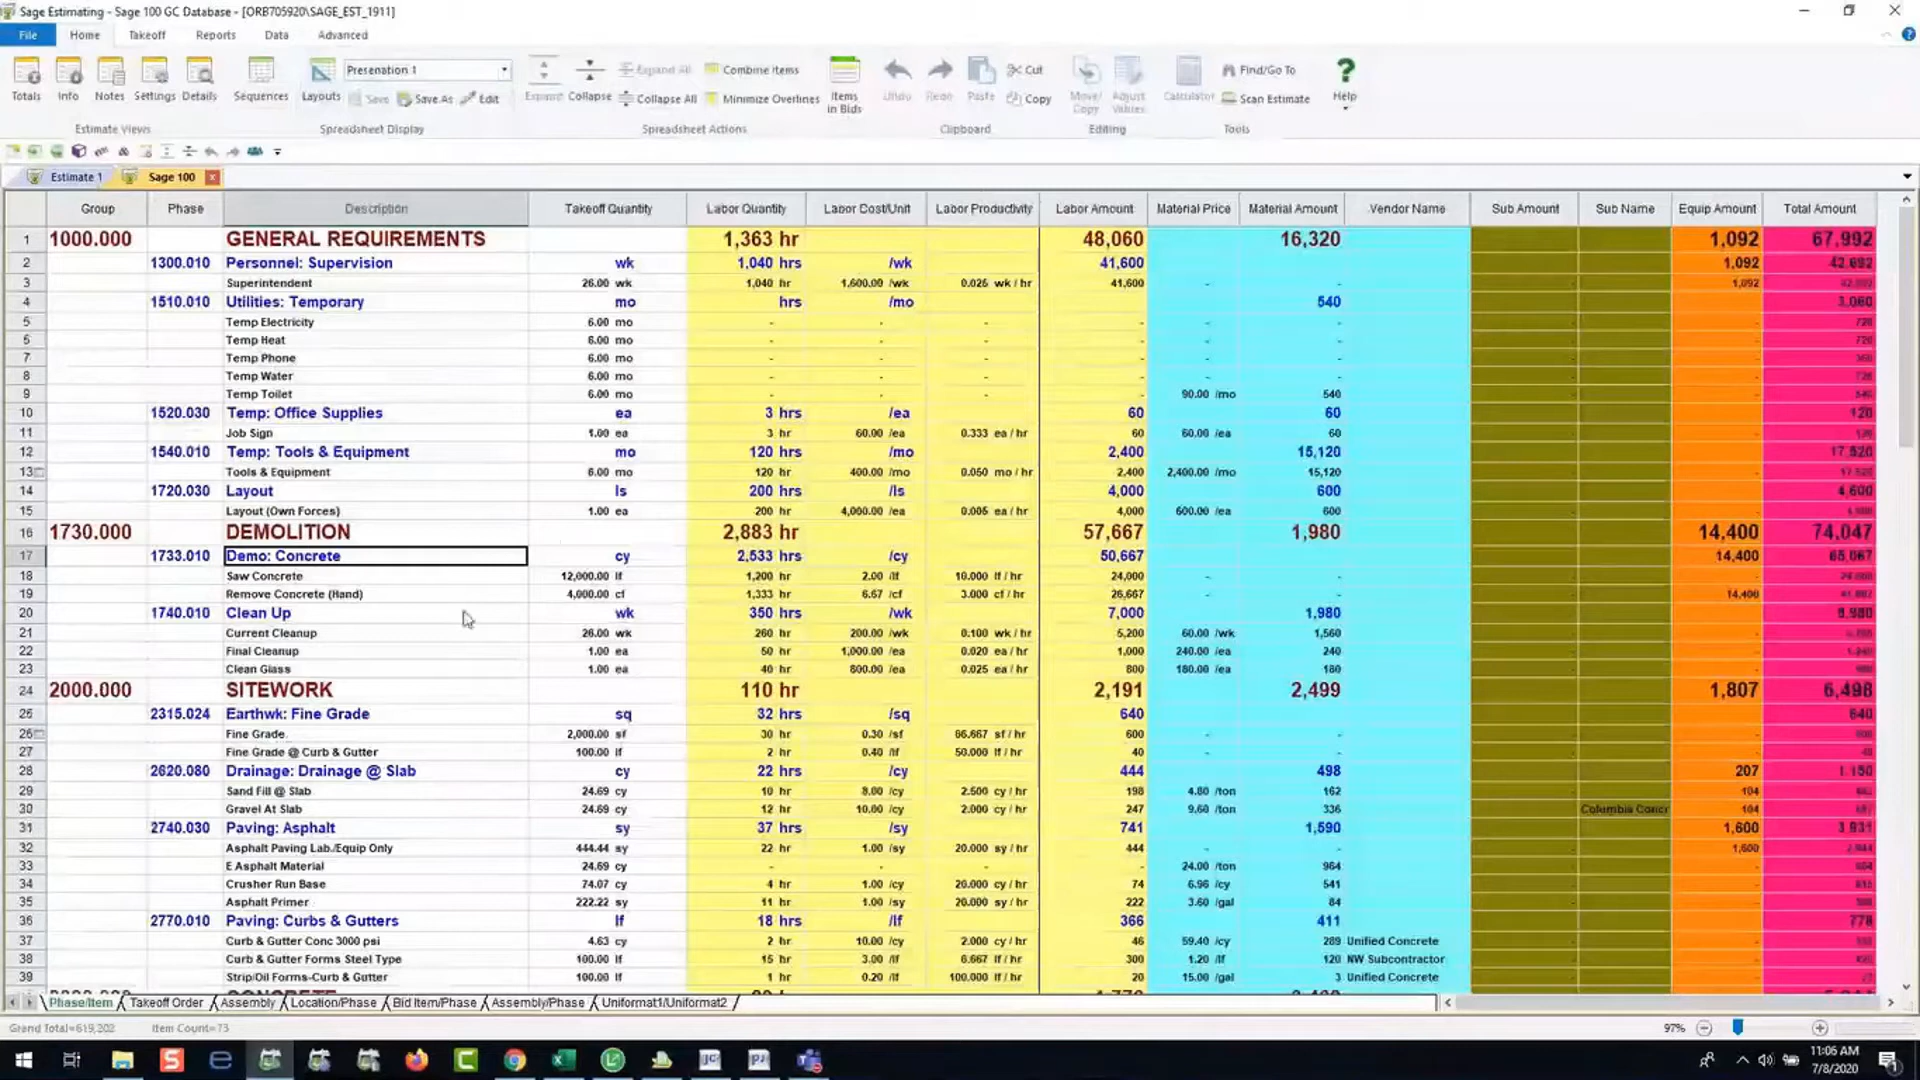 Sage Estimating - Sage 100 GC Database - [ORB705920\SAGE_EST_1911]
File Home Takeoff Reports Data Advanced
Totals Info Notes Settings Details Sequences Layouts Presenation 1 Expand Collapse Expand All Combine Items Items in Bids Undo Redo Paste Cut Move/Copy Adjust Values Calculator Find/Go To Help
Save Save As Edit Collapse All Minimize Overlines Copy Scan Estimate
Estimate Views Spreadsheet Display Spreadsheet Actions Clipboard Editing Tools
Estimate 1 Sage 100
Group Phase Description Takeoff Quantity Labor Quantity Labor Cost/Unit Labor Productivity Labor Amount Material Price Material Amount Vendor Name Sub Amount Sub Name Equip Amount Total Amount
1 1000.000 GENERAL REQUIREMENTS 1,363 hr 48,060 16,320 1,092 67,992
2 1300.010 Personnel: Supervision wk 1,040 hrs /wk 41,600 1,092 42,692
3 Superintendent 26.00 wk 1,040 hr 1,600.00 /wk 0.025 wk / hr 41,600 - - 1,092
4 1510.010 Utilities: Temporary mo hrs /mo 540 3,060
5 Temp Electricity 6.00 mo - - - - - - 720
6 Temp Heat 6.00 mo - - - - - - 720
7 Temp Phone 6.00 mo - - - - - - 360
8 Temp Water 6.00 mo - - - - - -
9 Temp Toilet 6.00 mo - - - - 90.00 /mo 540 540
10 1520.030 Temp: Office Supplies ea 3 hrs /ea 60 60 120
11 Job Sign 1.00 ea 3 hr 60.00 /ea 0.333 ea / hr 60 60.00 /ea 60
12 1540.010 Temp: Tools & Equipment mo 120 hrs /mo 2,400 15,120 17,520
13 Tools & Equipment 6.00 mo 120 hr 400.00 /mo 0.050 mo / hr 2,400 2,400.00 /mo 15,120 17,520
14 1720.030 Layout ls 200 hrs /ls 4,000 600 4,600
15 Layout (Own Forces) 1.00 ea 200 hr 4,000.00 /ea 0.005 ea / hr 4,000 600.00 /ea 600
16 1730.000 DEMOLITION 2,883 hr 57,667 1,980 14,400 74,047
17 1733.010 Demo: Concrete cy 2,533 hrs /cy 50,667 14,400 65,067
18 Saw Concrete 12,000.00 lf 1,200 hr 2.00 /lf 10.000 lf / hr 24,000 - -
19 Remove Concrete (Hand) 4,000.00 cf 1,333 hr 6.67 /cf 3.000 cf / hr 26,667 - - 14,400
20 1740.010 Clean Up wk 350 hrs /wk 7,000 1,980 8,980
21 Current Cleanup 26.00 wk 260 hr 200.00 /wk 0.100 wk / hr 5,200 60.00 /wk 1,560
22 Final Cleanup 1.00 ea 50 hr 1,000.00 /ea 0.020 ea / hr 1,000 240.00 /ea 240
23 Clean Glass 1.00 ea 40 hr 800.00 /ea 0.025 ea / hr 800 180.00 /ea 180
24 2000.000 SITEWORK 110 hr 2,191 2,499 1,807 6,498
25 2315.024 Earthwk: Fine Grade sq 32 hrs /sq 640 640
26 Fine Grade 2,000.00 sf 30 hr 0.30 /sf 66.667 sf / hr 600 - -
27 Fine Grade @ Curb & Gutter 100.00 lf 2 hr 0.40 /lf 50.000 lf / hr 40 - -
28 2620.080 Drainage: Drainage @ Slab cy 22 hrs /cy 444 498 207 1,150
29 Sand Fill @ Slab 24.69 cy 10 hr 8.00 /cy 2.500 cy / hr 198 4.80 /ton 162 104
30 Gravel At Slab 24.69 cy 12 hr 10.00 /cy 2.000 cy / hr 247 9.60 /ton 336 Columbia Concr 104
31 2740.030 Paving: Asphalt sy 37 hrs /sy 741 1,590 1,600 3,931
32 Asphalt Paving Lab./Equip Only 444.44 sy 22 hr 1.00 /sy 20.000 sy / hr 444 - - 1,600
33 E Asphalt Material 24.69 cy - - - - 24.00 /ton 964
34 Crusher Run Base 74.07 cy 4 hr 1.00 /cy 20.000 cy / hr 74 6.96 /cy 541
35 Asphalt Primer 222.22 sy 11 hr 1.00 /sy 20.000 sy / hr 222 3.60 /gal 84
36 2770.010 Paving: Curbs & Gutters lf 18 hrs /lf 366 411 778
37 Curb & Gutter Conc 3000 psi 4.63 cy 2 hr 10.00 /cy 2.000 cy / hr 46 59.40 /cy 289 Unified Concrete
38 Curb & Gutter Forms Steel Type 100.00 lf 15 hr 3.00 /lf 6.667 lf / hr 300 1.20 /lf 120 NW Subcontractor
39 Strip/Oil Forms-Curb & Gutter 100.00 lf 1 hr 0.20 /lf 100.000 lf / hr 20 15.00 /gal 3 Unified Concrete
Phase/Item Takeoff Order Assembly Location/Phase Bid Item/Phase Assembly/Phase Uniformat1/Uniformat2
Grand Total=619,202 Item Count=73 97%
11:06 AM
7/8/2020